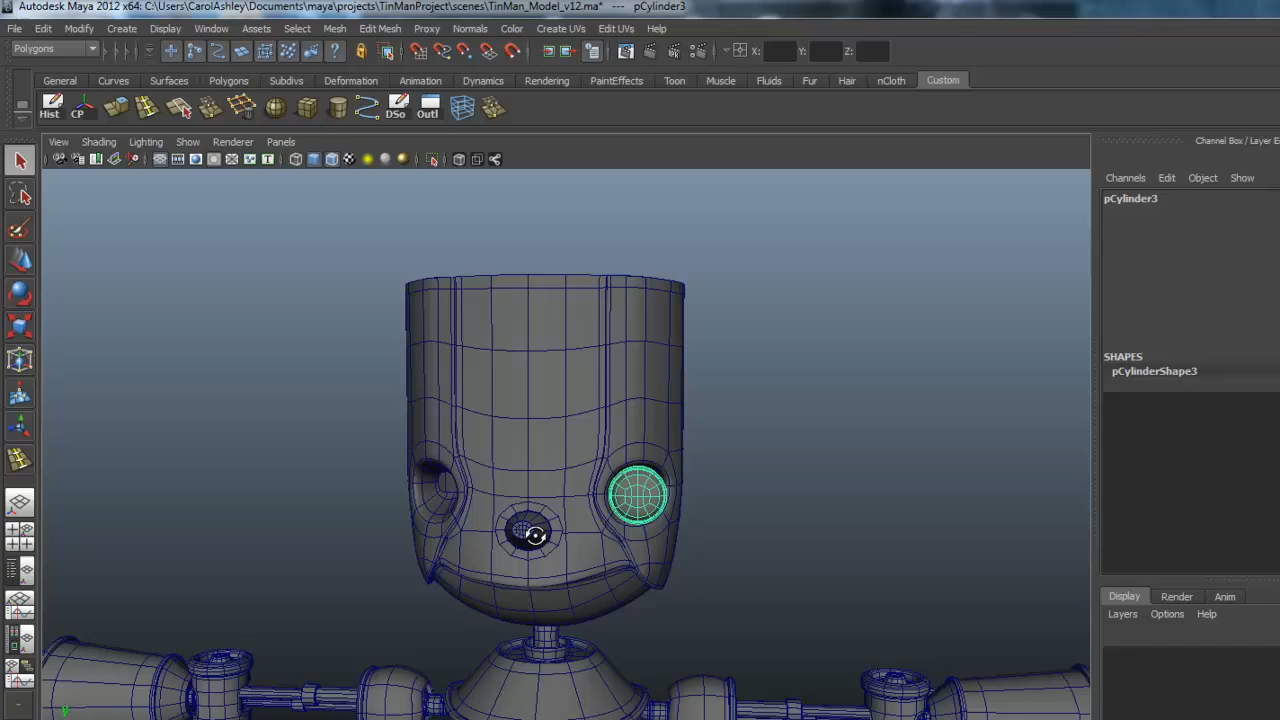 Autodesk Maya 2012 x64: C:\Users\CarolAshley\Documents\maya\projects\TinManProject\scenes\TinMan_Model_v12.ma* --- pCylinder3
File Edit Modify Create Display Window Assets Select Mesh Edit Mesh Proxy Normals Color Create UVs Edit UVs Help
Polygons X: Y: Z:
General Curves Surfaces Polygons Subdivs Deformation Animation Dynamics Rendering PaintEffects Toon Muscle Fluids Fur Hair nCloth Custom
Hist CP DSo Outl
View Shading Lighting Show Renderer Panels
Channel Box / Layer E
Channels Edit Object Show
pCylinder3
SHAPES
pCylinderShape3
Display Render Anim
Layers Options Help